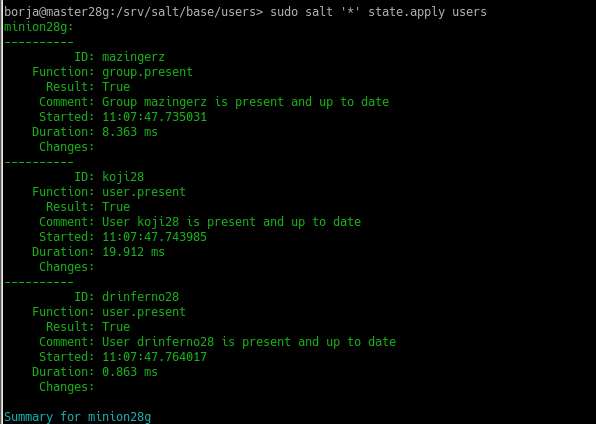 borja@master28g:/srv/salt/base/users> sudo salt '*' state.apply users
minion28g:
----------
          ID: mazingerz
    Function: group.present
      Result: True
     Comment: Group mazingerz is present and up to date
     Started: 11:07:47.735031
    Duration: 8.363 ms
     Changes:
----------
          ID: koji28
    Function: user.present
      Result: True
     Comment: User koji28 is present and up to date
     Started: 11:07:47.743985
    Duration: 19.912 ms
     Changes:
----------
          ID: drinferno28
    Function: user.present
      Result: True
     Comment: User drinferno28 is present and up to date
     Started: 11:07:47.764017
    Duration: 0.863 ms
     Changes:
Summary for minion28g